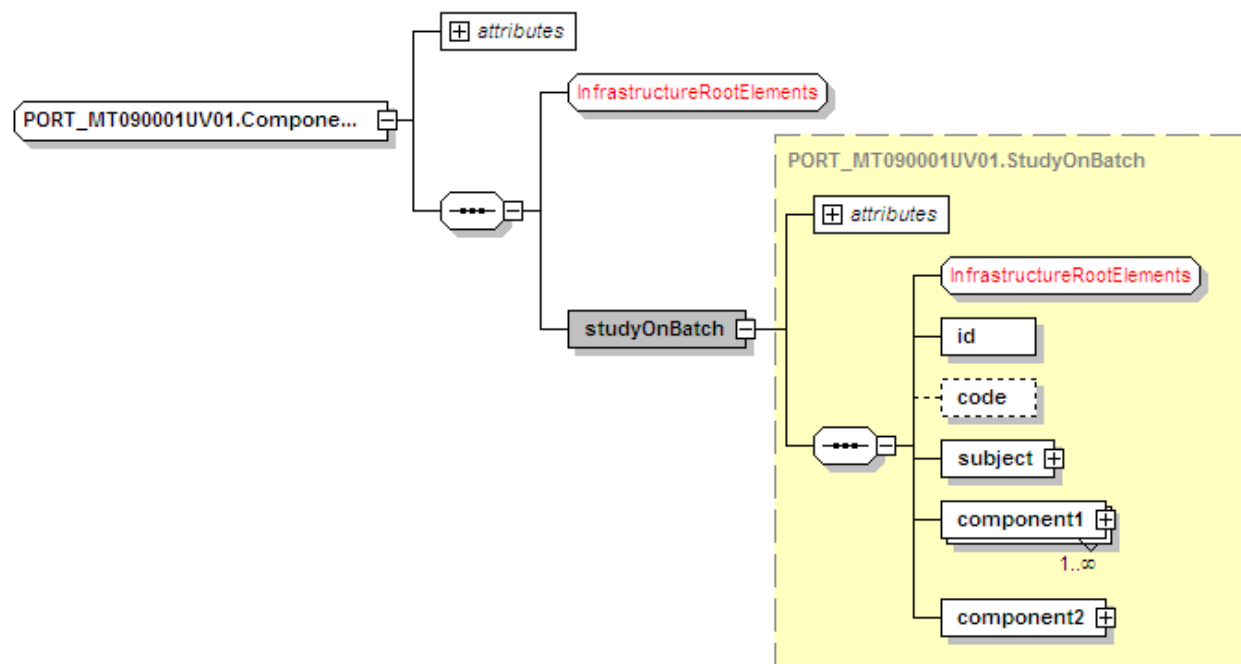 attributes
InfrastructureRootElements
PORT_MT090001UV01.Compone...
PORT_MT090001UV01.StudyOnBatch
attributes
InfrastructureRootElements
studyOnBatch
id
code
subject
component1
1..∞
component2